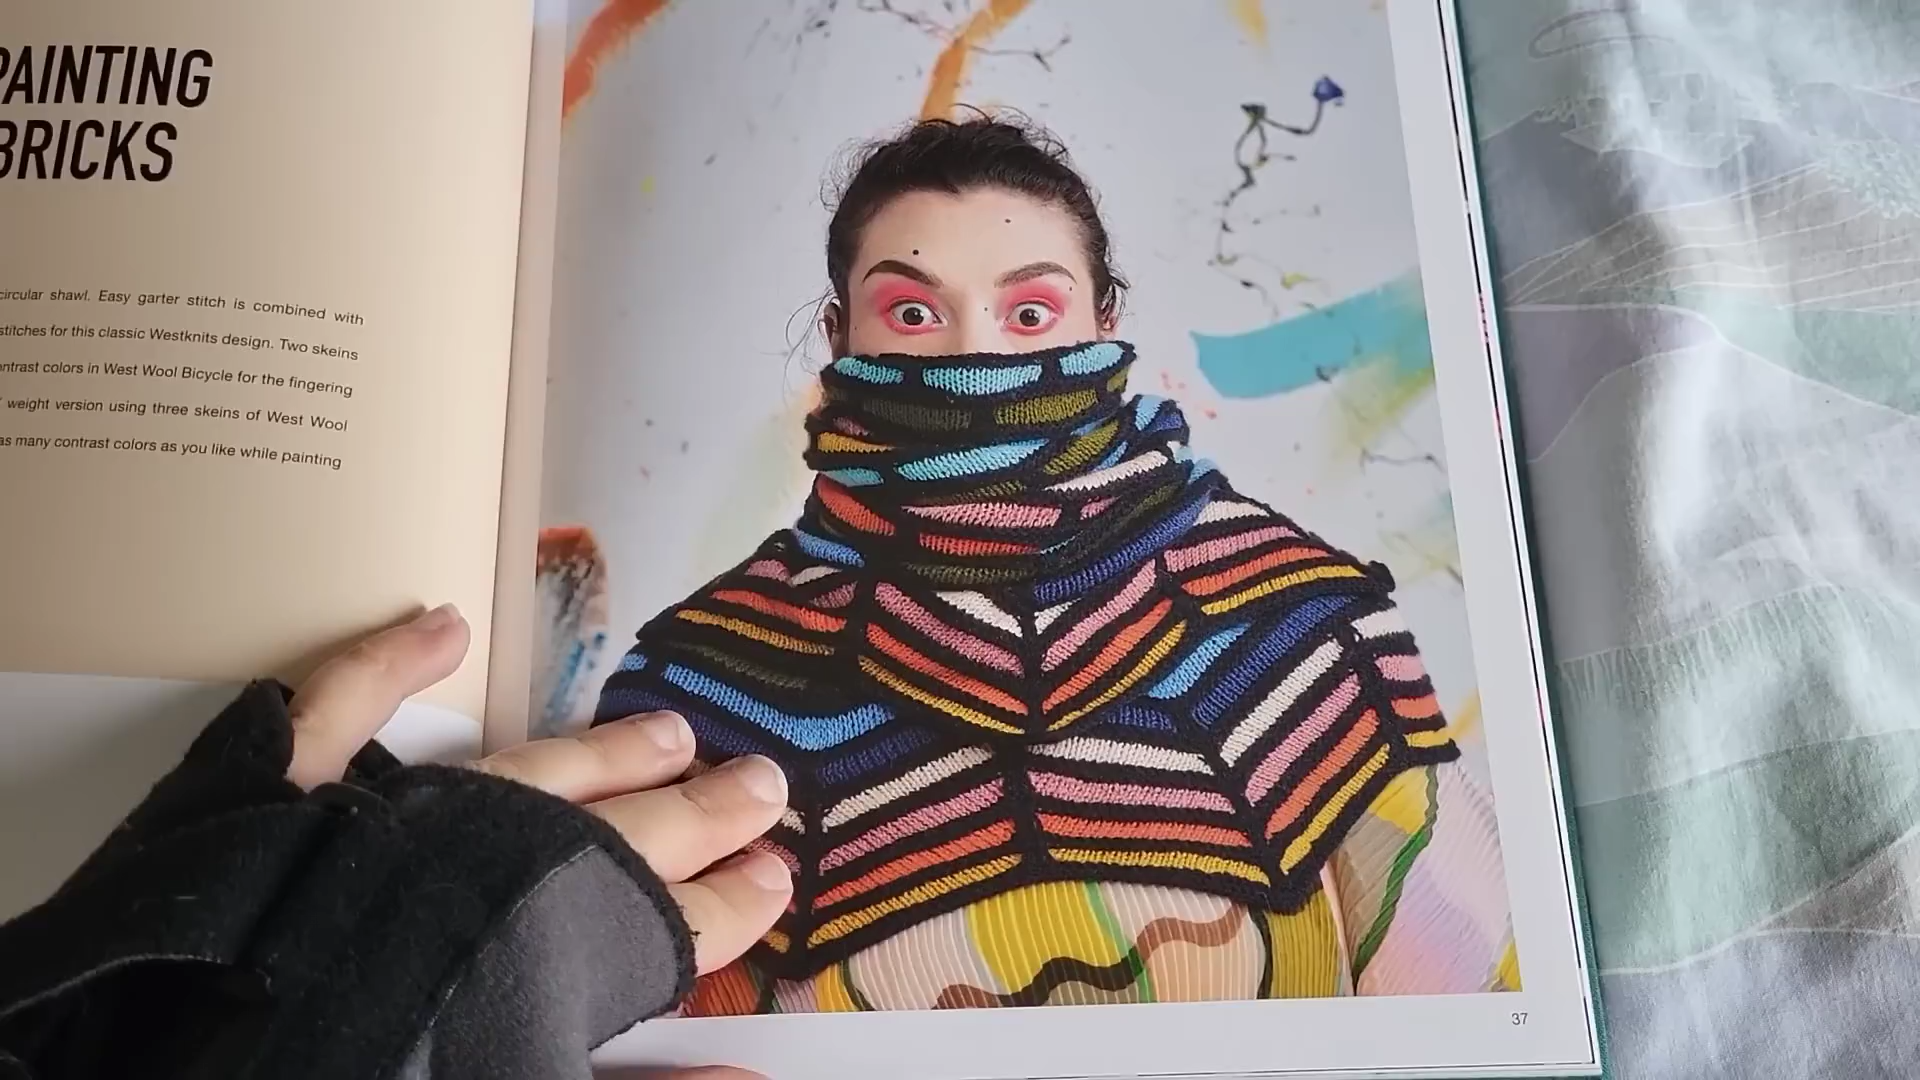 PAINTING
BRICKS
circular shawl. Easy garter stitch is combined with
stitches for this classic Westknits design. Two skeins
contrast colors in West Wool Bicycle for the fingering
weight version using three skeins of West Wool
as many contrast colors as you like while painting
37